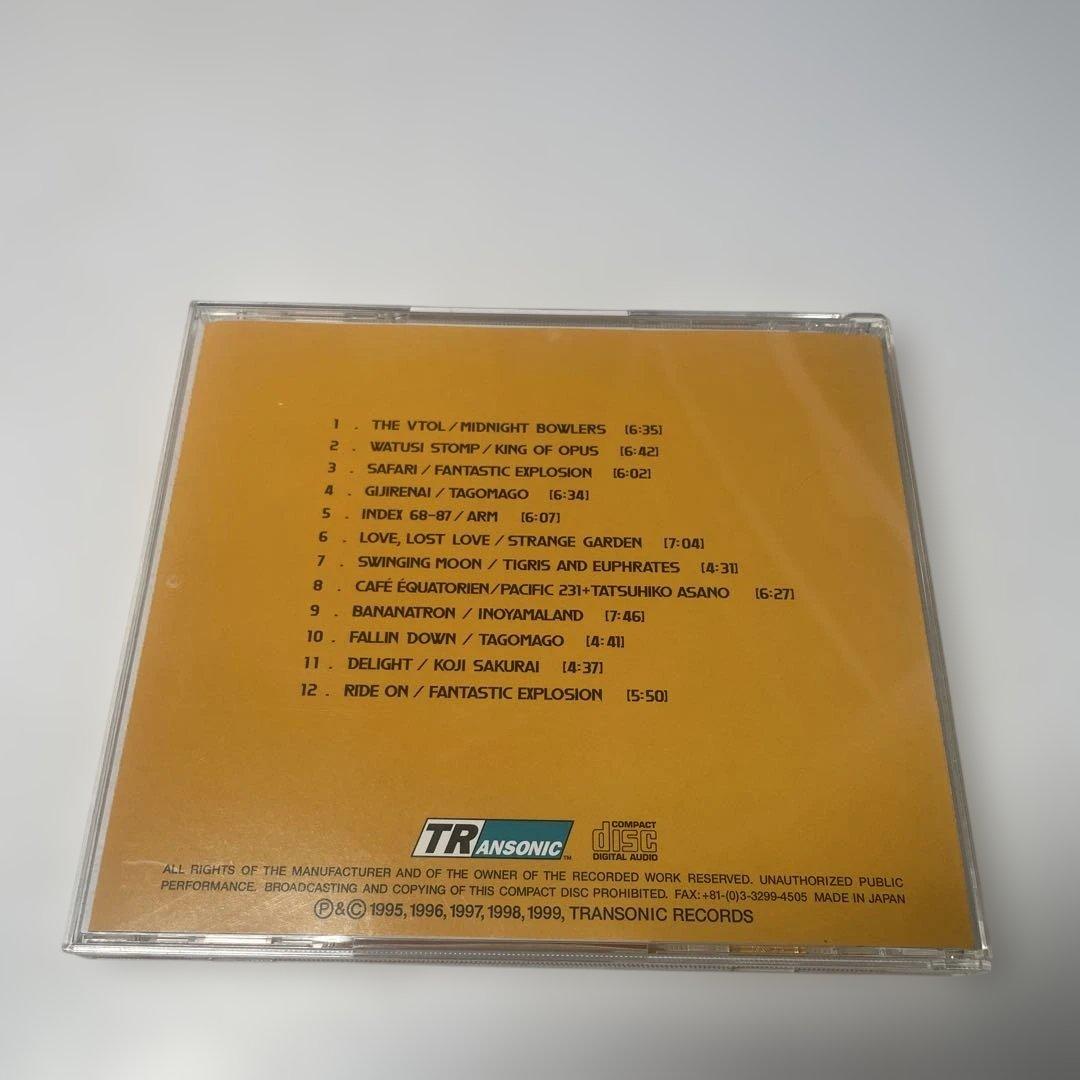 1 . THE VTOL / MIDNIGHT BOWLERS [6:35]
2 . WATUSI STOMP / KING OF OPUS [6:42]
3 . SAFARI / FANTASTIC EXPLOSION [6:02]
4 . GIJIRENAI / TAGOMAGO [6:34]
5 . INDEX 68-87 / ARM [6:07]
6 . LOVE, LOST LOVE / STRANGE GARDEN [7:04]
7 . SWINGING MOON / TIGRIS AND EUPHRATES [4:31]
8 . CAFÉ ÉQUATORIEN/PACIFIC 231+TATSUHIKO ASANO [6:27]
9 . BANANATRON / INOYAMALAND [7:46]
10 . FALLIN DOWN / TAGOMAGO [4:41]
11 . DELIGHT / KOJI SAKURAI [4:37]
12 . RIDE ON / FANTASTIC EXPLOSION [5:50]
TRANSONIC™
COMPACT
disc
DIGITAL AUDIO
ALL RIGHTS OF THE MANUFACTURER AND OF THE OWNER OF THE RECORDED WORK RESERVED. UNAUTHORIZED PUBLIC
PERFORMANCE, BROADCASTING AND COPYING OF THIS COMPACT DISC PROHIBITED. FAX:+81-(0)3-3299-4505 MADE IN JAPAN
Ⓟ&Ⓒ 1995, 1996, 1997, 1998, 1999, TRANSONIC RECORDS